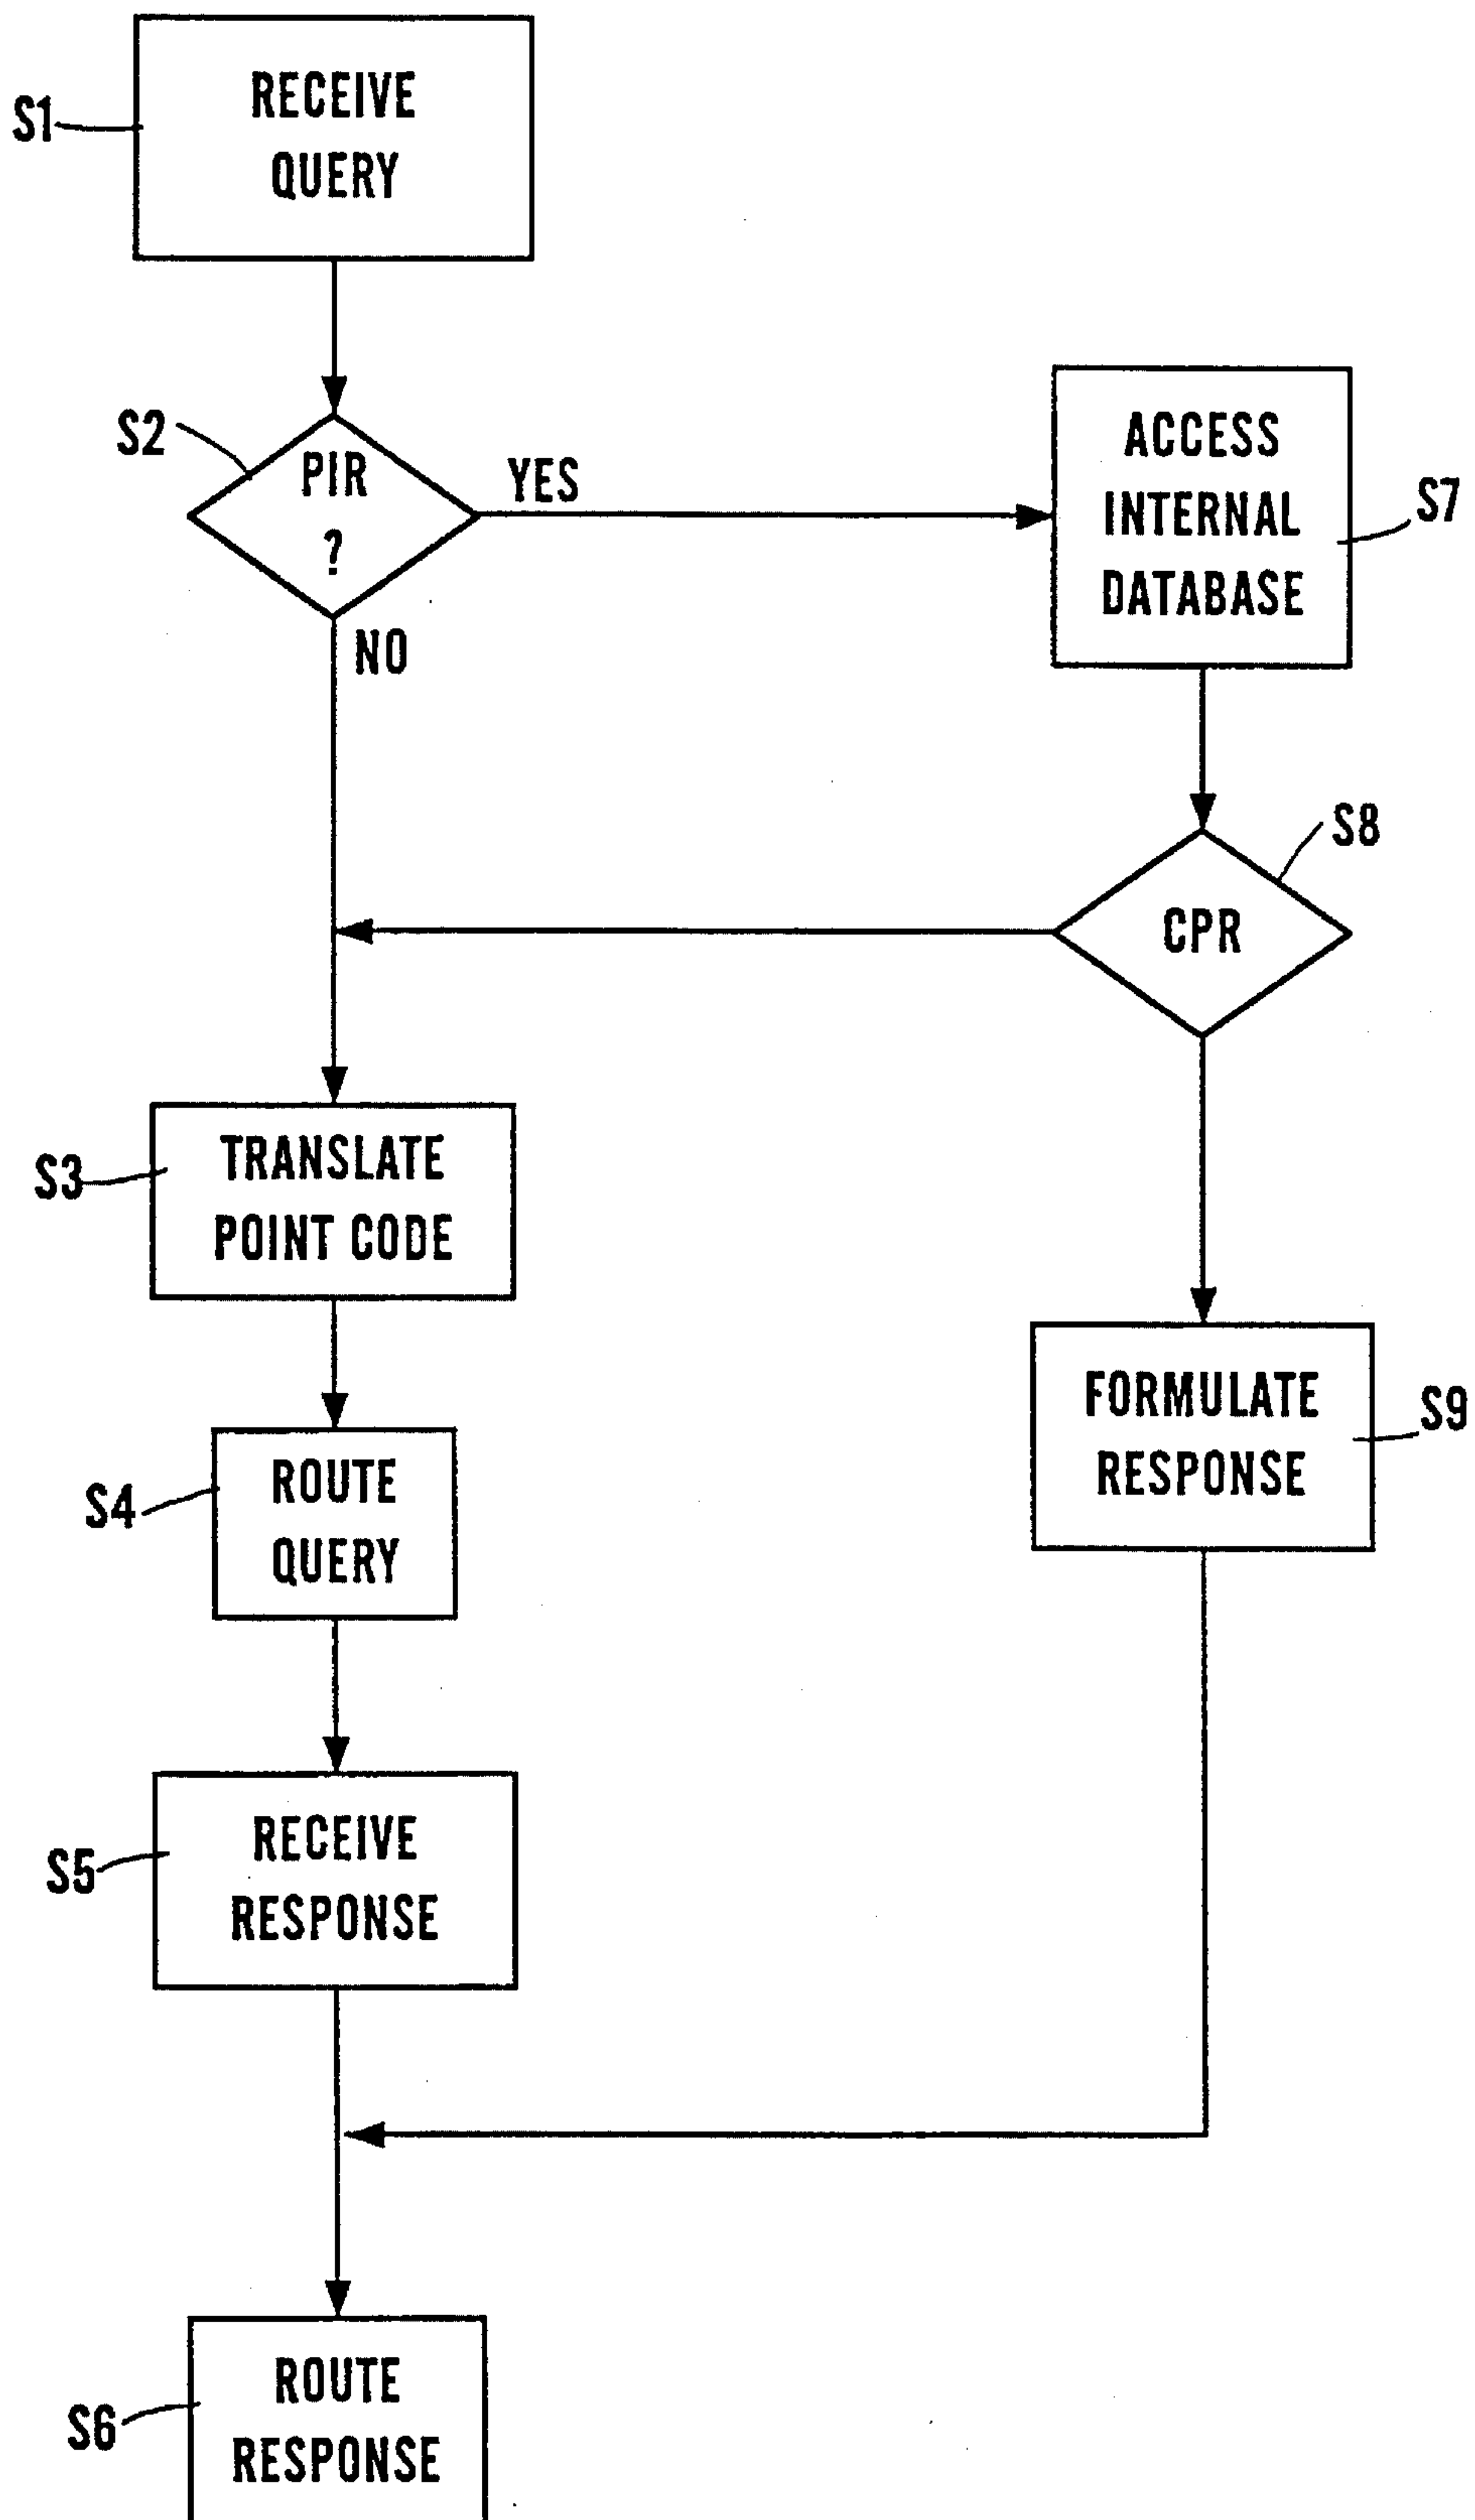 S1
RECEIVE
QUERY
S2
PIR
?
YES
NO
ACCESS
INTERNAL
DATABASE
S7
S8
CPR
S3
TRANSLATE
POINT CODE
FORMULATE
RESPONSE
S9
S4
ROUTE
QUERY
S5
RECEIVE
RESPONSE
S6
ROUTE
RESPONSE